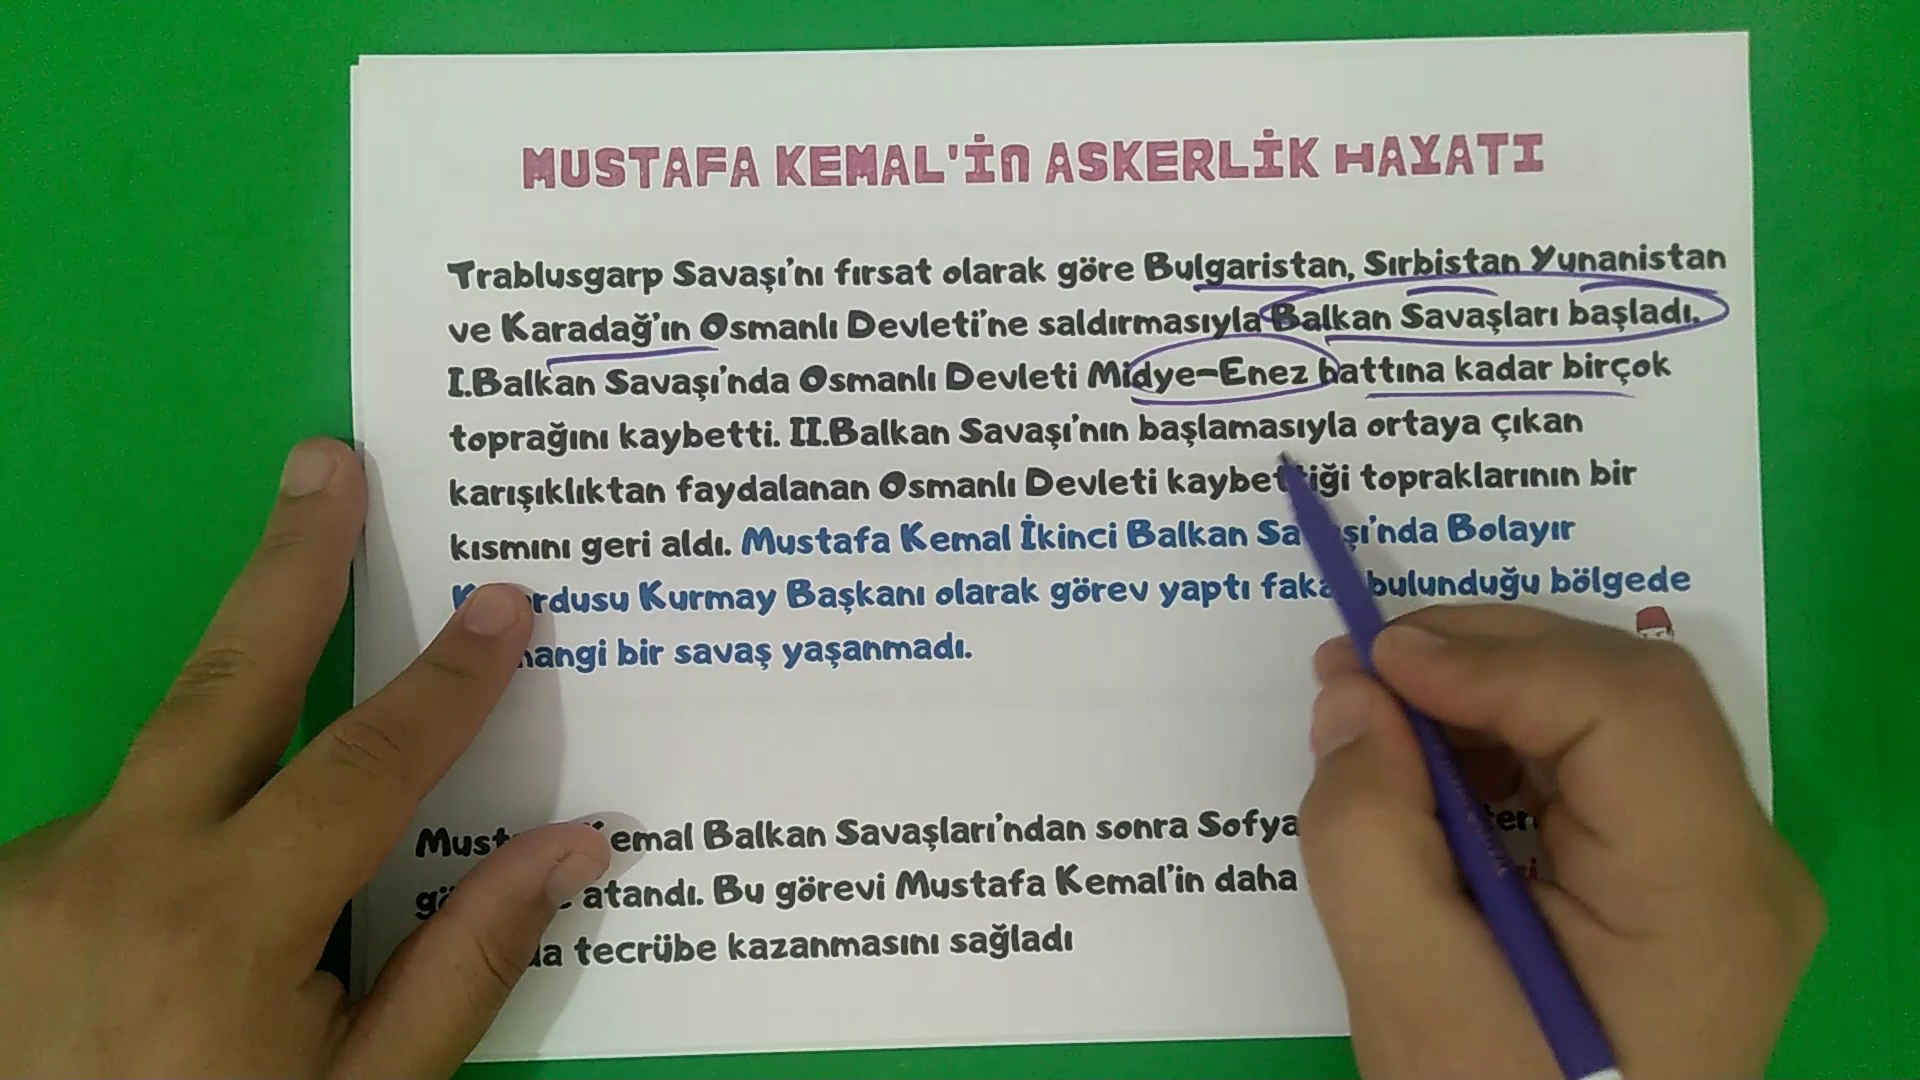 MUSTAFA KEMAL'İN ASKERLİK HAYATI
Trablusgarp Savaşı'nı fırsat olarak göre Bulgaristan, Sırbistan Yunanistan
ve Karadağ'ın Osmanlı Devleti'ne saldırmasıyla Balkan Savaşları başladı.
I.Balkan Savaşı'nda Osmanlı Devleti Midye-Enez hattına kadar birçok
toprağını kaybetti. II.Balkan Savaşı'nın başlamasıyla ortaya çıkan
karışıklıktan faydalanan Osmanlı Devleti kaybettiği topraklarının bir
kısmını geri aldı. Mustafa Kemal İkinci Balkan Savaşı'nda Bolayır
Kurmay Başkanı olarak görev yaptı fakat bulunduğu bölgede
bir savaş yaşanmadı.
Kemal Balkan Savaşları'ndan sonra Sofya
atandı. Bu görevi Mustafa Kemal'in daha
tecrübe kazanmasını sağladı